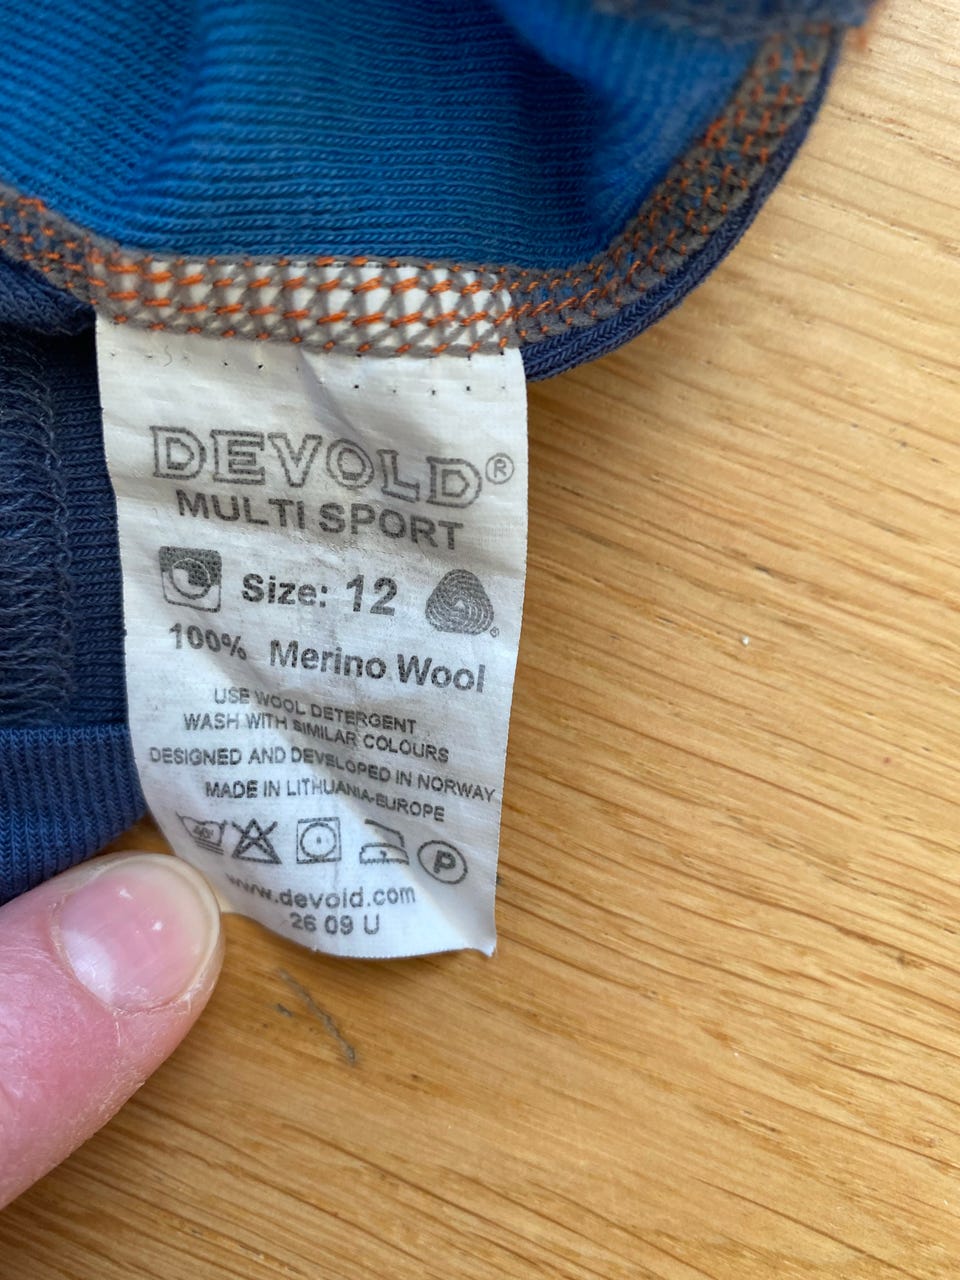 DEVOLD®
MULTI SPORT
Size: 12
100% Merino Wool
USE WOOL DETERGENT
WASH WITH SIMILAR COLOURS
DESIGNED AND DEVELOPED IN NORWAY
MADE IN LITHUANIA-EUROPE
40° P
www.devold.com
26 09 U